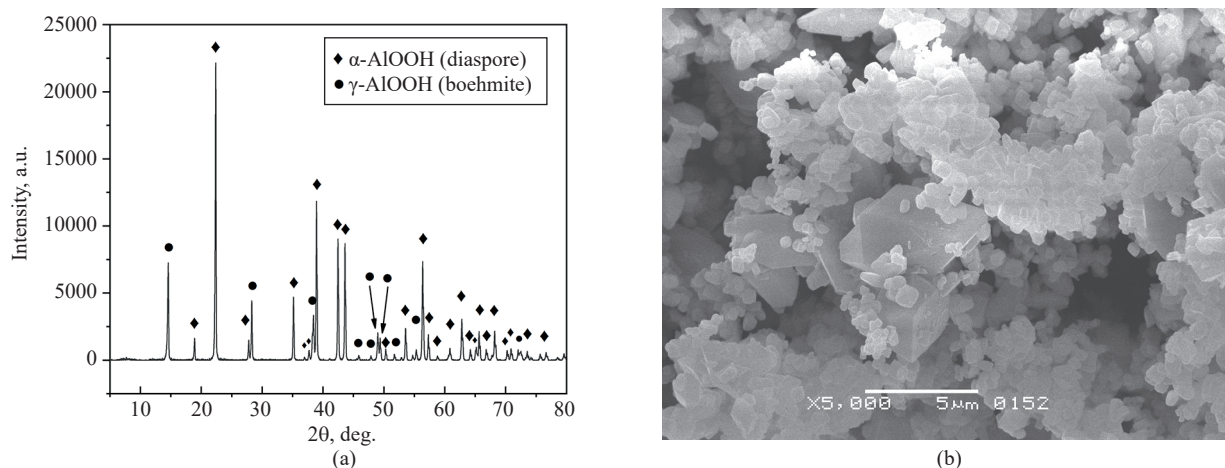 25000
20000
15000
10000
5000
0
Intensity, a.u.
♦ α-AlOOH (diaspore)
● γ-AlOOH (boehmite)
10 20 30 40 50 60 70 80
2θ, deg.
(a)
X5,000 5μm 0152
(b)